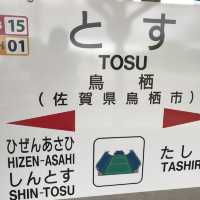 15
01
とす
TOSU
鳥栖
(佐賀県鳥栖市)
ひぜんあさひ
HIZEN-ASAHI
しんとす
SHIN-TOSU
たし
TASHIR